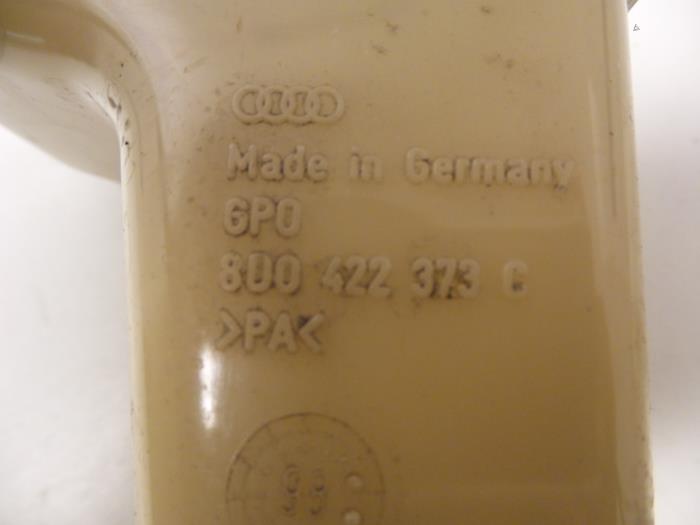 Made in Germany
GPO
8D0 422 373 C
>PA<